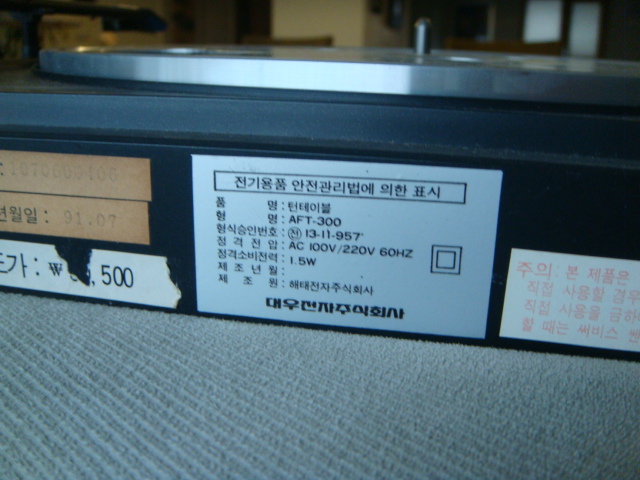 1070600106
년월일 : 91.07
가 : ₩ ,500
전기용품 안전관리법에 의한 표시
품 명 : 턴테이블
형 명 : AFT-300
형식승인번호 : 13-11-957
정격전압 : AC 100V/220V 60HZ
정격소비전력 : 1.5W
제조년월 :
제조원 : 해태전자주식회사
대우전자주식회사
주의: 본 제품은
직접 사용할 경우
직접 사용을 금하
할 때는 써비스 센